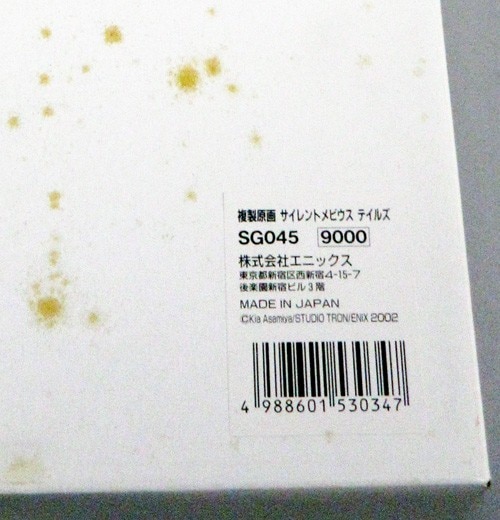 複製原画 サイレントメビウス テイルズ
SG045 9000
株式会社エニックス
東京都新宿区西新宿4-15-7
後楽園新宿ビル3階
MADE IN JAPAN
©Kia Asamiya/STUDIO TRON/ENIX 2002
4 988601 530347